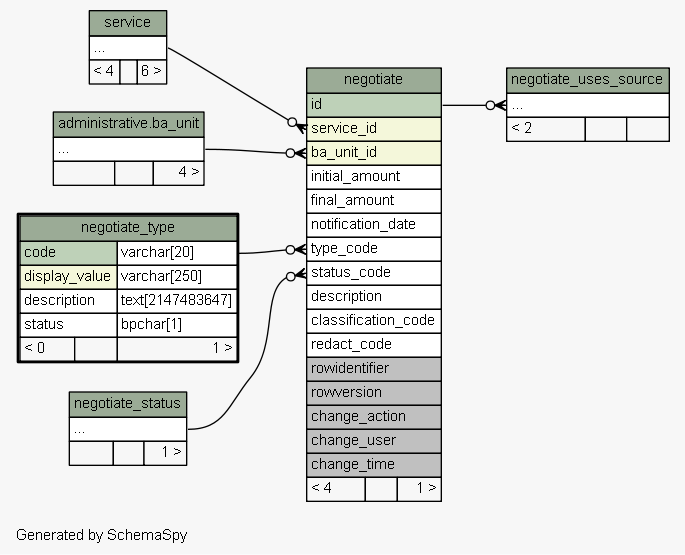 service
...
< 4 6 >
administrative.ba_unit
...
4 >
negotiate_type
code varchar[20]
display_value varchar[250]
description text[2147483647]
status bpchar[1]
< 0 1 >
negotiate_status
...
1 >
negotiate
id
service_id
ba_unit_id
initial_amount
final_amount
notification_date
type_code
status_code
description
classification_code
redact_code
rowidentifier
rowversion
change_action
change_user
change_time
< 4 1 >
negotiate_uses_source
...
< 2
Generated by SchemaSpy